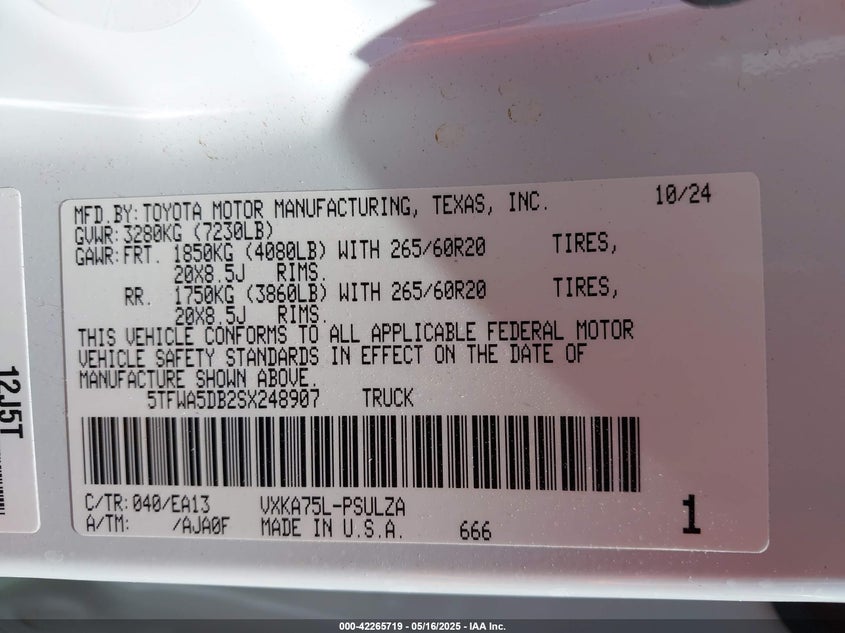 MFD.BY:TOYOTA MOTOR MANUFACTURING, TEXAS, INC. 10/24
GVWR:3280KG (7230LB)
GAWR:FRT. 1850KG (4080LB) WITH 265/60R20 TIRES,
20X8.5J RIMS.
RR. 1750KG (3860LB) WITH 265/60R20 TIRES,
20X8.5J RIMS.
THIS VEHICLE CONFORMS TO ALL APPLICABLE FEDERAL MOTOR
VEHICLE SAFETY STANDARDS IN EFFECT ON THE DATE OF
MANUFACTURE SHOWN ABOVE.
5TFWA5DB2SX248907 TRUCK
C/TR:040/EA13 VXKA75L-PSULZA
A/TM: /AJA0F MADE IN U.S.A. 666 1
12J5T
000-42265719 - 05/16/2025 - IAA Inc.